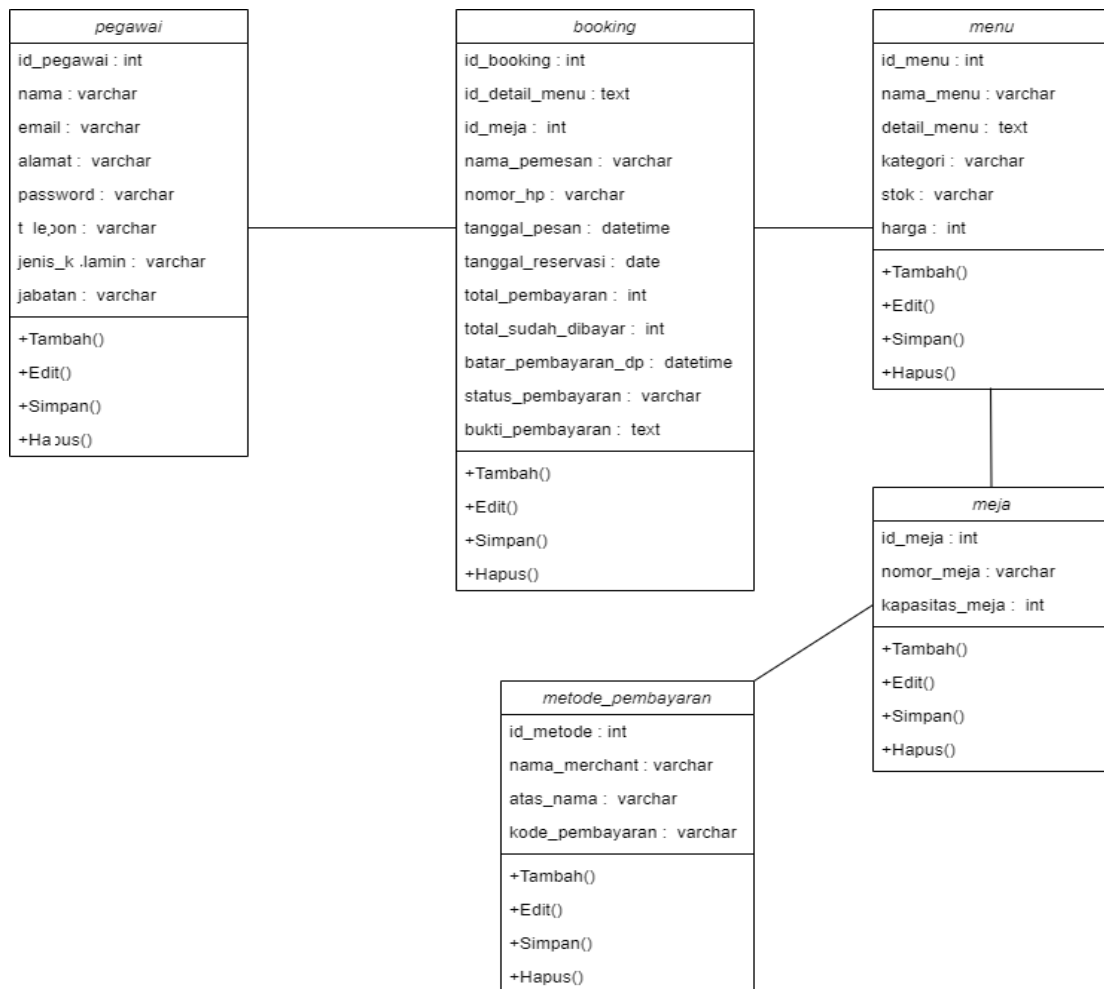 pegawai
id_pegawai : int
nama : varchar
email : varchar
alamat : varchar
password : varchar
: varchar
: varchar
jabatan : varchar
+Tambah()
+Edit()
+Simpan()
booking
id_booking : int
id_detail_menu : text
id_meja : int
nama_pemesan : varchar
nomor_hp : varchar
tanggal_pesan : datetime
tanggal_reservasi : date
total_pembayaran : int
total_sudah_dibayar : int
batar_pembayaran_dp : datetime
status_pembayaran : varchar
bukti_pembayaran : text
+Tambah()
+Edit()
+Simpan()
+Hapus()
menu
id_menu : int
nama_menu : varchar
detail_menu : text
kategori : varchar
stok : varchar
harga : int
+Tambah()
+Edit()
+Simpan()
+Hapus()
meja
id_meja : int
nomor_meja : varchar
kapasitas_meja : int
+Tambah()
+Edit()
+Simpan()
+Hapus()
metode_pembayaran
id_metode : int
nama_merchant : varchar
atas_nama : varchar
kode_pembayaran : varchar
+Tambah()
+Edit()
+Simpan()
+Hapus()